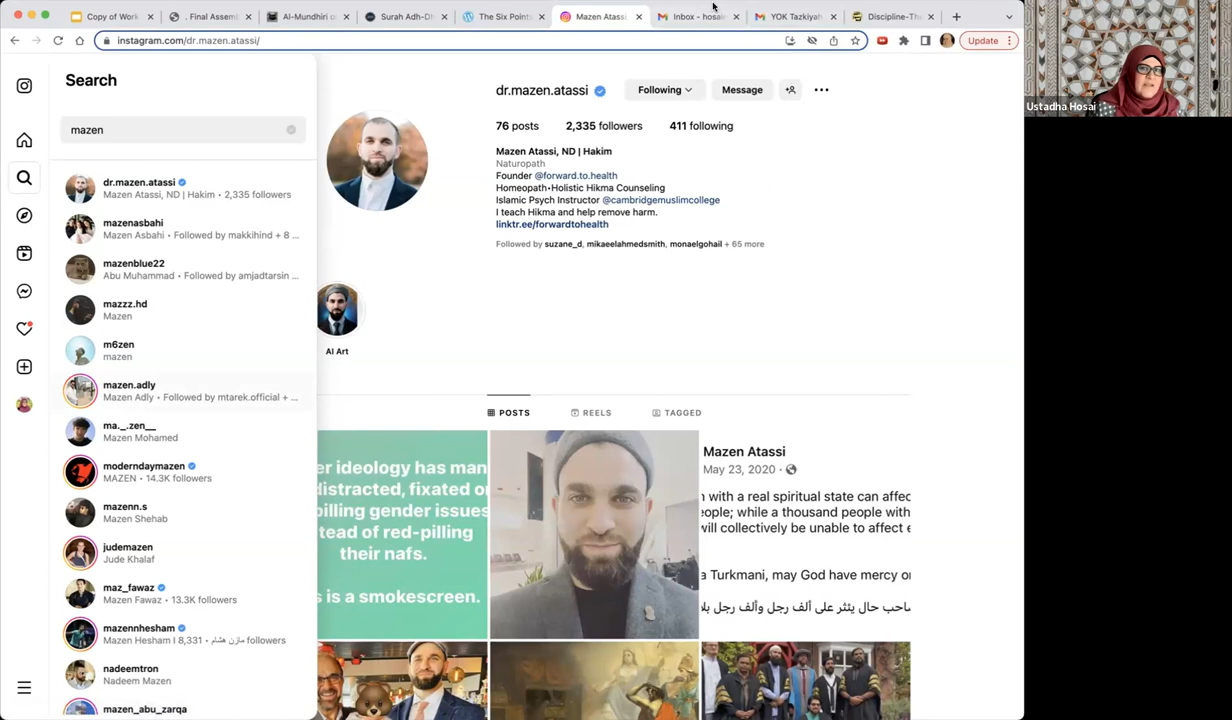 Copy of Work
. Final Assem
Al-Mundhiri o
Surah Adh-Dh
The Six Points
Mazen Atassi
Inbox - hosai
YOK Tazkiyah
Discipline-The
instagram.com/dr.mazen.atassi/
Update
Search
mazen
dr.mazen.atassi
Mazen Atassi, ND | Hakim • 2,335 followers
mazenasbahi
Mazen Asbahi • Followed by makkihind + 8 ...
mazenblue22
Abu Muhammad • Followed by amjadtarsin ...
mazzz.hd
Mazen
m6zen
mazen
mazen.adly
Mazen Adly • Followed by mtarek.official + ...
ma._.zen__
Mazen Mohamed
moderndaymazen
MAZEN • 14.3K followers
mazenn.s
Mazen Shehab
judemazen
Jude Khalaf
maz_fawaz
Mazen Fawaz • 13.3K followers
mazennhesham
Mazen Hesham I مازن هشام • 8,331 followers
nadeemtron
Nadeem Mazen
mazen_abu_zarqa
dr.mazen.atassi
Following
Message
76 posts
2,335 followers
411 following
Mazen Atassi, ND | Hakim
Naturopath
Founder @forward.to.health
Homeopath•Holistic Hikma Counseling
Islamic Psych Instructor @cambridgemuslimcollege
I teach Hikma and help remove harm.
linktr.ee/forwardtohealth
Followed by suzane_d, mikaeelahmedsmith, monaelgohail + 65 more
AI Art
POSTS
REELS
TAGGED
er ideology has man
distracted, fixated or
pilling gender issues
tead of red-pilling
their nafs.
s is a smokescreen.
Mazen Atassi
May 23, 2020 •
with a real spiritual state can affec
eople; while a thousand people with
will collectively be unable to affect
a Turkmani, may God have mercy or
صاحب حال يؤثر على ألف رجل وألف رجل بلا
Ustadha Hosai